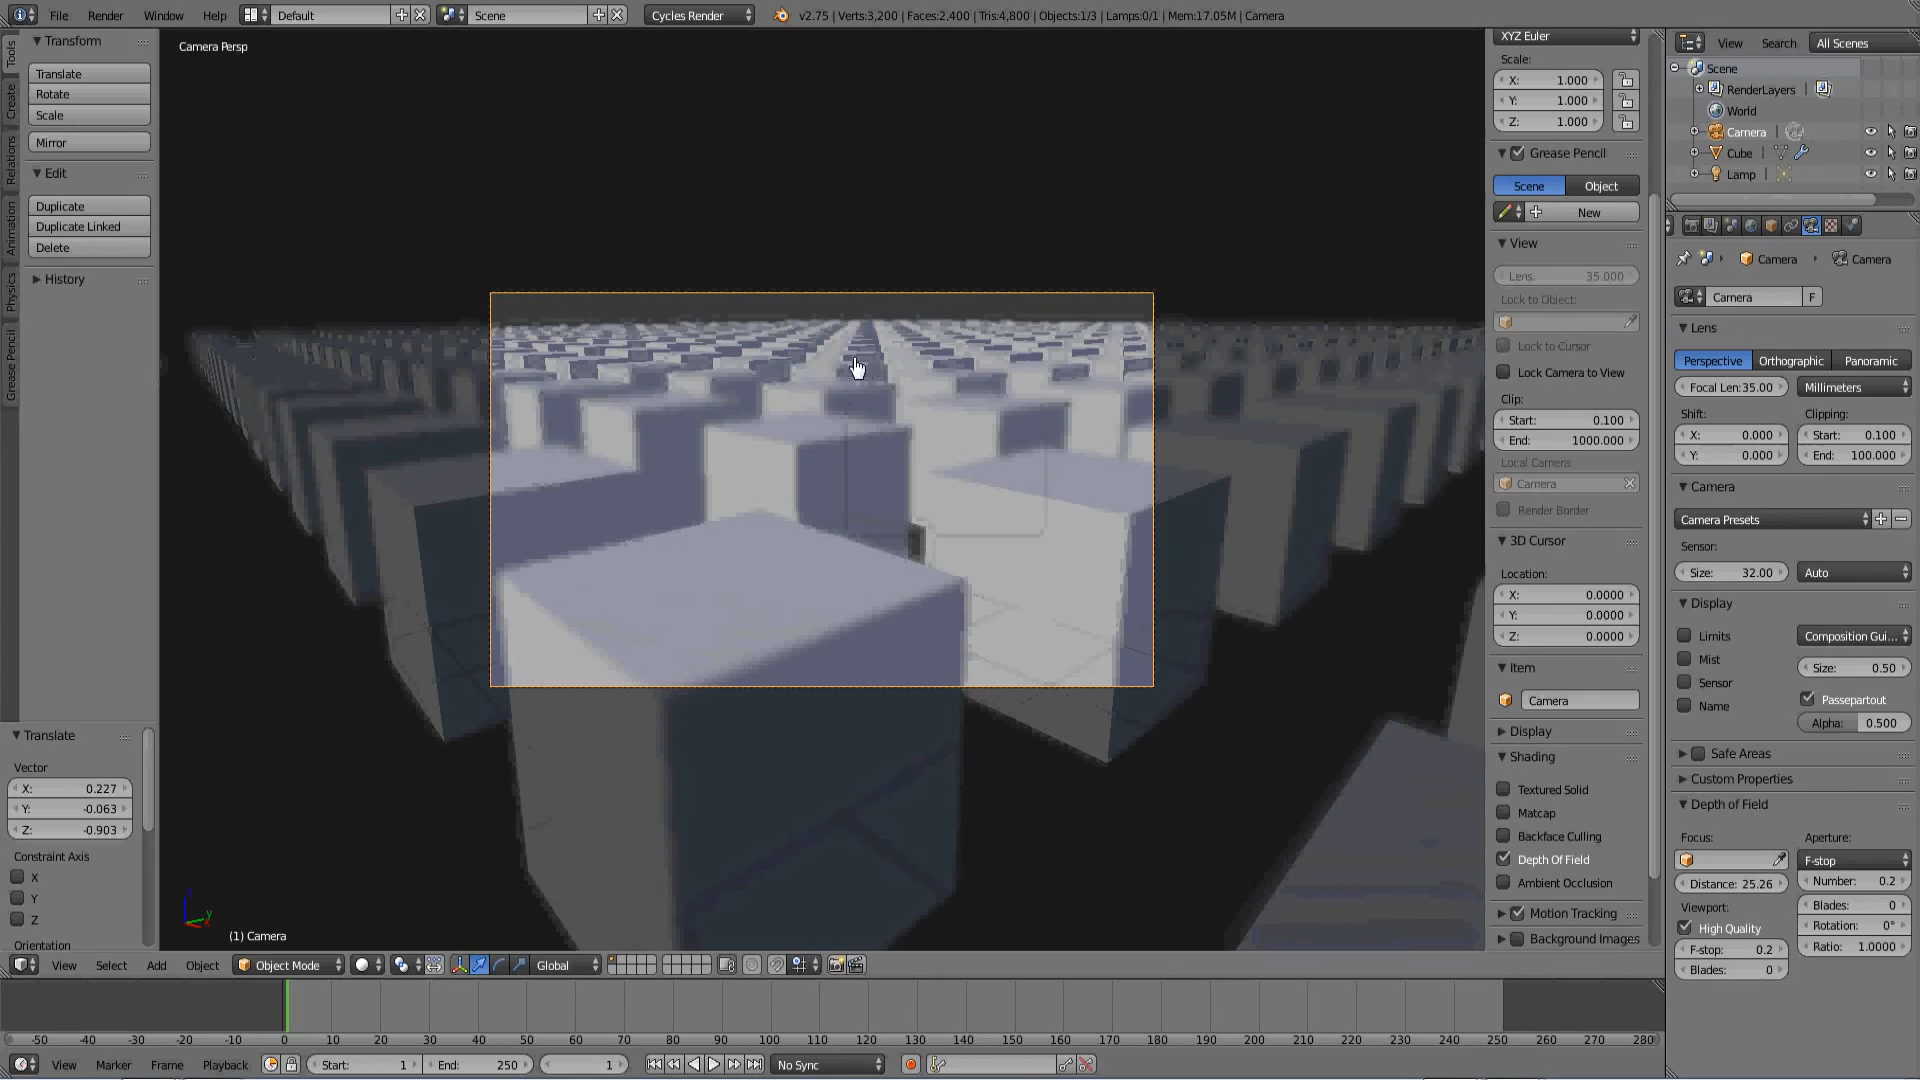 File Render Window Help Default Scene Cycles Render v2.75 | Verts:3,200 | Faces:2,400 | Tris:4,800 | Objects:1/3 | Lamps:0/1 | Mem:17.05M | Camera
Tools
Create
Relations
Animation
Physics
Grease Pencil
Transform
Translate
Rotate
Scale
Mirror
Edit
Duplicate
Duplicate Linked
Delete
History
Translate
Vector
X: 0.227
Y: -0.063
Z: -0.903
Constraint Axis
X
Y
Z
Orientation
Camera Persp
(1) Camera
XYZ Euler
Scale:
X: 1.000
Y: 1.000
Z: 1.000
Grease Pencil
Scene Object
New
View
Lens: 35.000
Lock to Object:
Lock to Cursor
Lock Camera to View
Clip:
Start: 0.100
End: 1000.000
Local Camera:
Camera
Render Border
3D Cursor
Location:
X: 0.0000
Y: 0.0000
Z: 0.0000
Item
Camera
Display
Shading
Textured Solid
Matcap
Backface Culling
Depth Of Field
Ambient Occlusion
Motion Tracking
Background Images
View Search All Scenes
Scene
RenderLayers
World
Camera
Cube
Lamp
Camera Camera
Camera F
Lens
Perspective Orthographic Panoramic
Focal Len:35.00 Millimeters
Shift: Clipping:
X: 0.000 Start: 0.100
Y: 0.000 End: 100.000
Camera
Camera Presets
Sensor:
Size: 32.00 Auto
Display
Limits Composition Gui...
Mist Size: 0.50
Sensor Passepartout
Name Alpha: 0.500
Safe Areas
Custom Properties
Depth of Field
Focus: Aperture:
F-stop
Distance: 25.26 Number: 0.2
Viewport: Blades: 0
High Quality Rotation: 0°
F-stop: 0.2 Ratio: 1.0000
Blades: 0
View Select Add Object Object Mode Global
-50 -40 -30 -20 -10 0 10 20 30 40 50 60 70 80 90 100 110 120 130 140 150 160 170 180 190 200 210 220 230 240 250 260 270 280
View Marker Frame Playback Start: 1 End: 250 1 No Sync